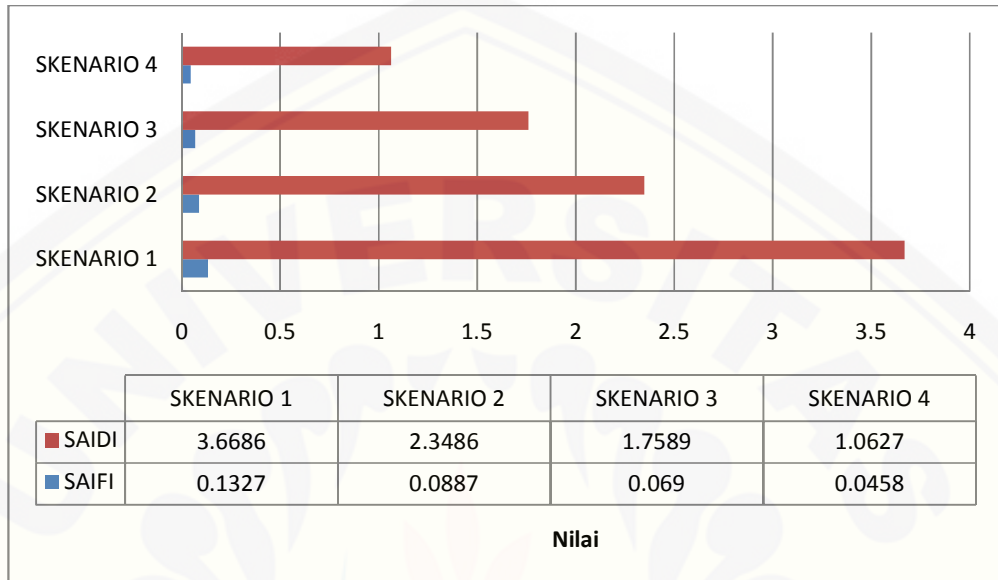 SKENARIO 4
SKENARIO 3
SKENARIO 2
SKENARIO 1
0 0.5 1 1.5 2 2.5 3 3.5 4
SKENARIO 1 SKENARIO 2 SKENARIO 3 SKENARIO 4
SAIDI 3.6686 2.3486 1.7589 1.0627
SAIFI 0.1327 0.0887 0.069 0.0458
Nilai
UNIVERSITAS